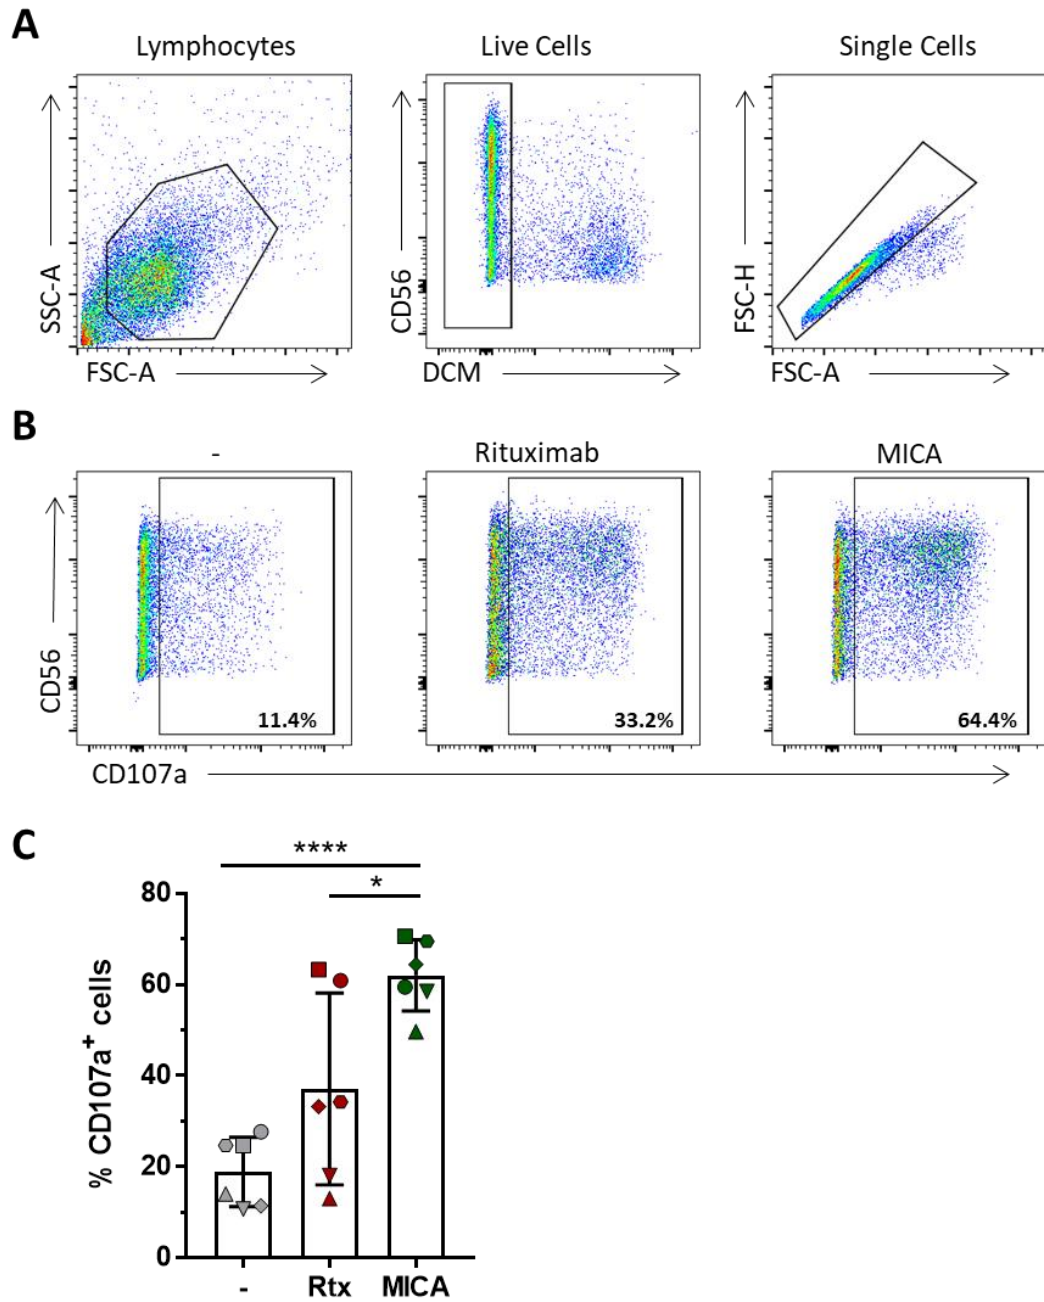 A
Lymphocytes
Live Cells
Single Cells
SSC-A
FSC-A
CD56
DCM
FSC-H
FSC-A
B
-
Rituximab
MICA
CD56
11.4%
33.2%
64.4%
CD107a
C
****
*
% CD107a⁺ cells
80
60
40
20
0
-
Rtx
MICA